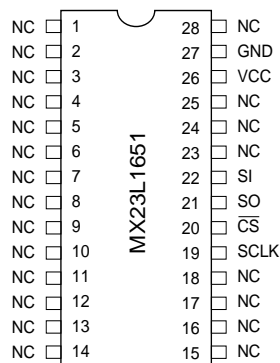 NC 1 28 NC
NC 2 27 GND
NC 3 26 VCC
NC 4 25 NC
NC 5 24 NC
NC 6 23 NC
NC 7 22 SI
NC 8 21 SO
NC 9 20 C̅S̅
NC 10 19 SCLK
NC 11 18 NC
NC 12 17 NC
NC 13 16 NC
NC 14 15 NC
MX23L1651